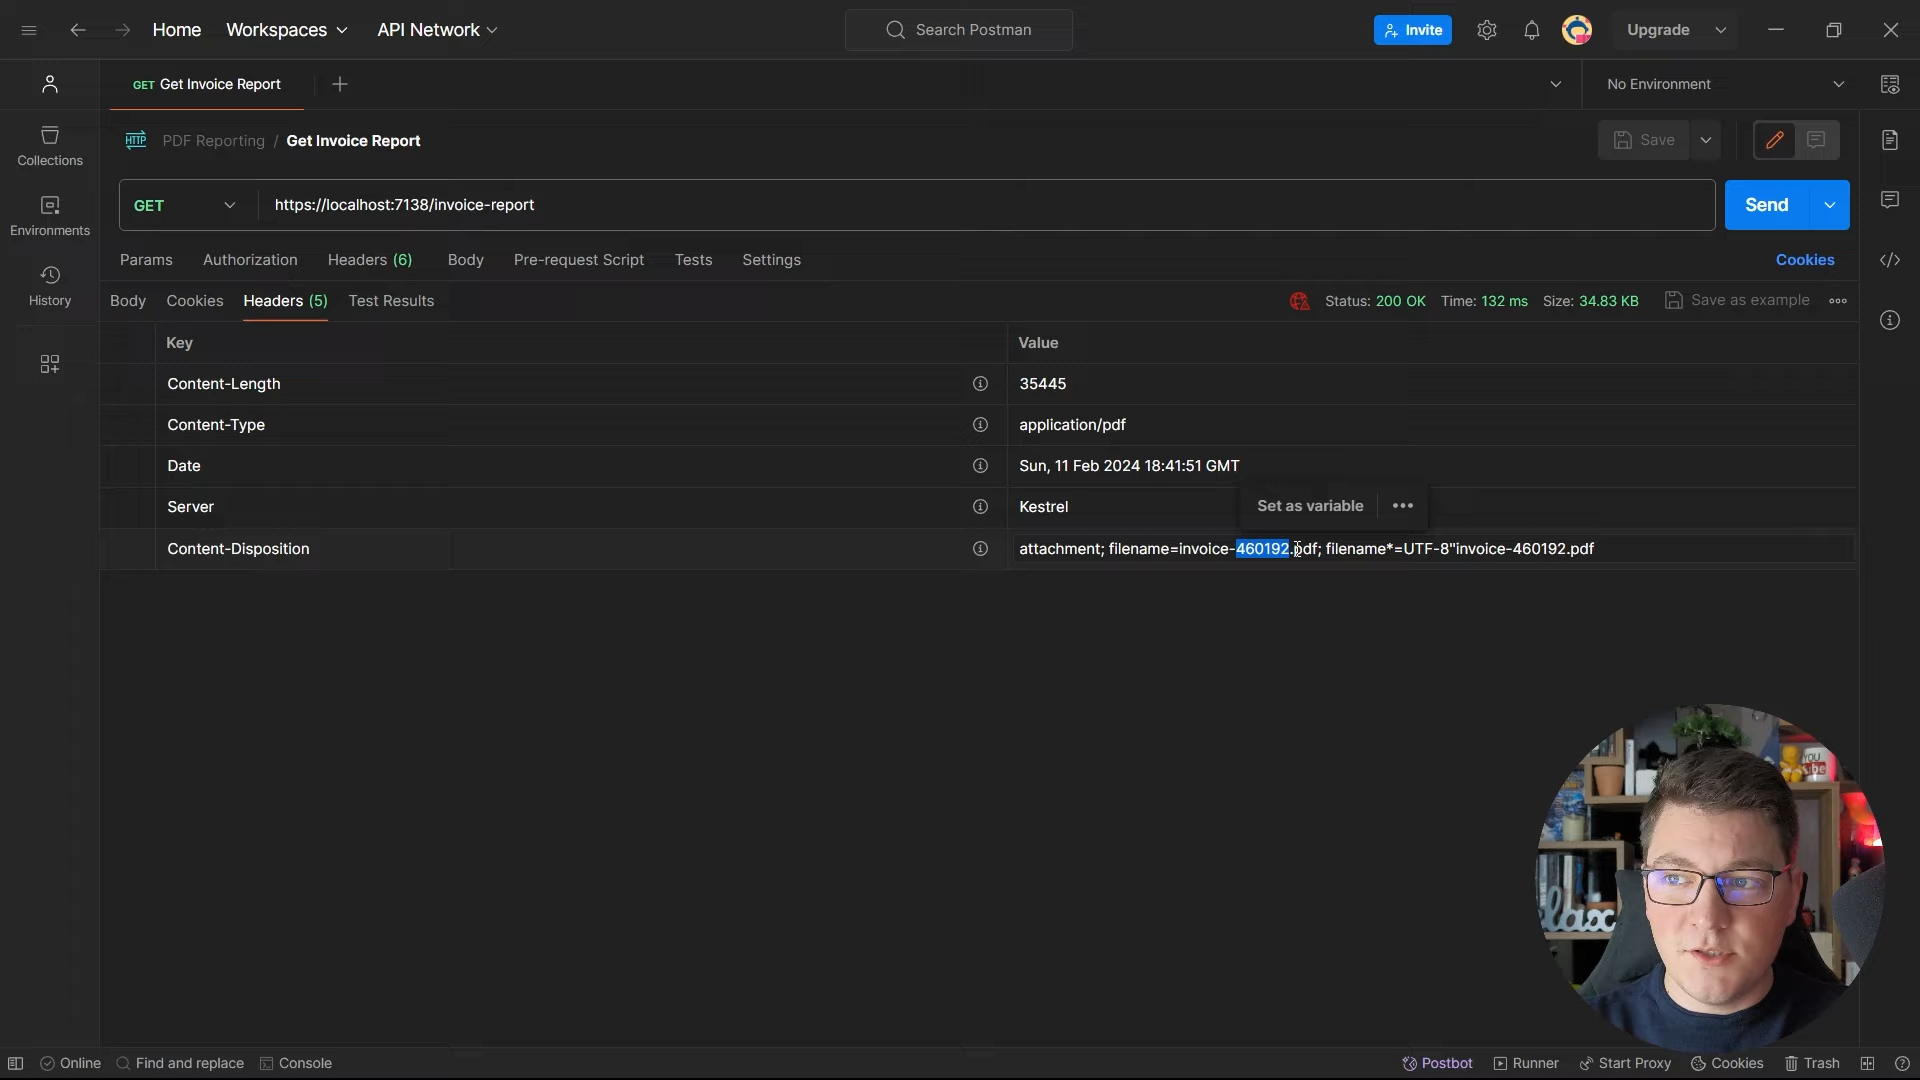 Home Workspaces API Network Search Postman Invite Upgrade
GET Get Invoice Report No Environment
HTTP PDF Reporting / Get Invoice Report Save
Collections
GET https://localhost:7138/invoice-report Send
Environments
Params Authorization Headers (6) Body Pre-request Script Tests Settings Cookies
History
Body Cookies Headers (5) Test Results Status: 200 OK Time: 132 ms Size: 34.83 KB Save as example
Key Value
Content-Length 35445
Content-Type application/pdf
Date Sun, 11 Feb 2024 18:41:51 GMT
Server Kestrel Set as variable
Content-Disposition attachment; filename=invoice-460192.pdf; filename*=UTF-8''invoice-460192.pdf
YOU
relax
Online Find and replace Console Postbot Runner Start Proxy Cookies Trash